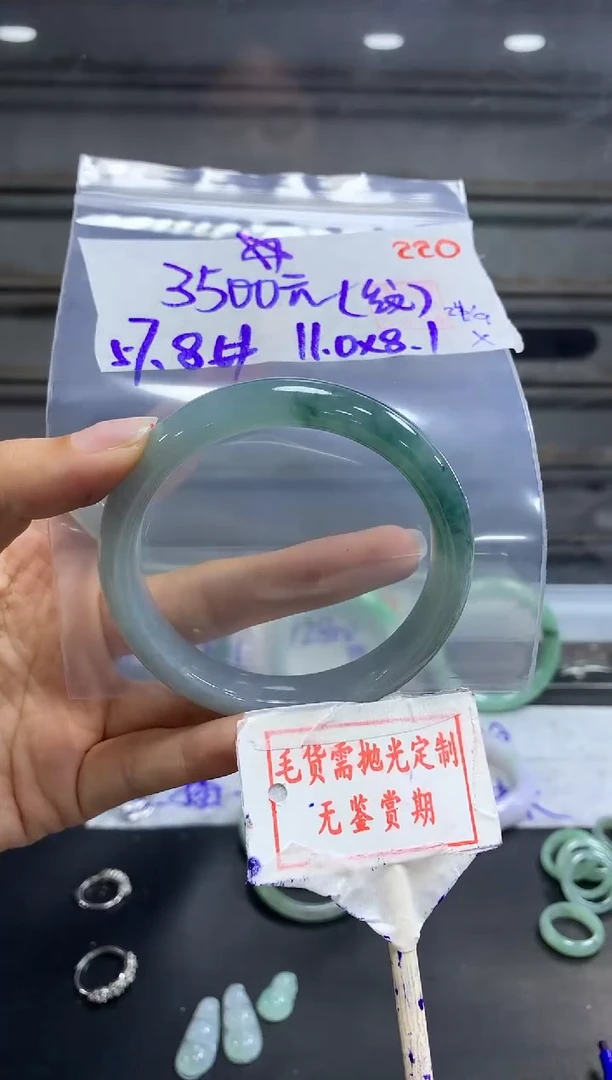 220
3500元(纹)
57.8# 11.0x8.1
x
毛货需抛光定制
无鉴赏期